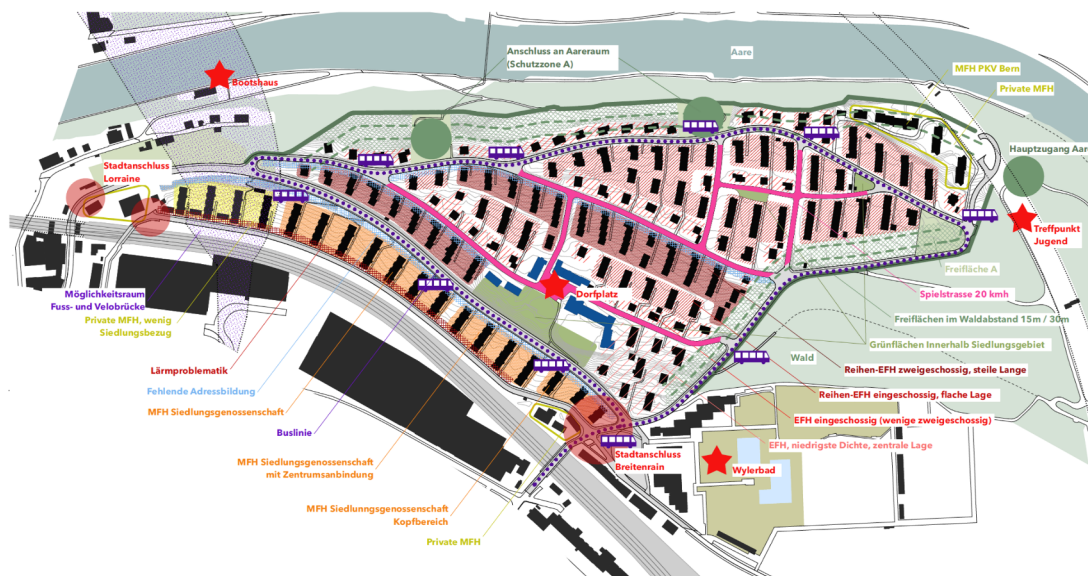 Anschluss an Aareraum
(Schutzzone A)
Aare
MFH PKV Bern
Private MFH
Bootshaus
Stadtanschluss
Lorraine
Hauptzugang Aare
Treffpunkt
Jugend
Freifläche A
Spielstrasse 20 kmh
Dorfplatz
Möglichkeitsraum
Fuss- und Velobrücke
Private MFH, wenig
Siedlungsbezug
Freiflächen im Waldabstand 15m / 30m
Grünflächen Innerhalb Siedlungsgebiet
Wald
Lärmproblematik
Reihen-EFH zweigeschossig, steile Lange
Fehlende Adressbildung
Reihen-EFH eingeschossig, flache Lage
MFH Siedlungsgenossenschaft
EFH eingeschossig (wenige zweigeschossig)
Buslinie
EFH, niedrigste Dichte, zentrale Lage
Stadtanschluss
Breitenrain
MFH Siedlungsgenossenschaft
mit Zentrumsanbindung
Wylerbad
MFH Siedlunngsgenossenschaft
Kopfbereich
Private MFH